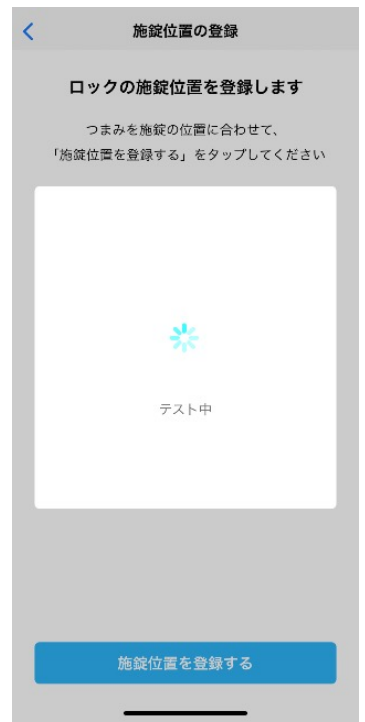 施錠位置の登録
ロックの施錠位置を登録します
つまみを施錠の位置に合わせて、
「施錠位置を登録する」をタップしてください
テスト中
施錠位置を登録する